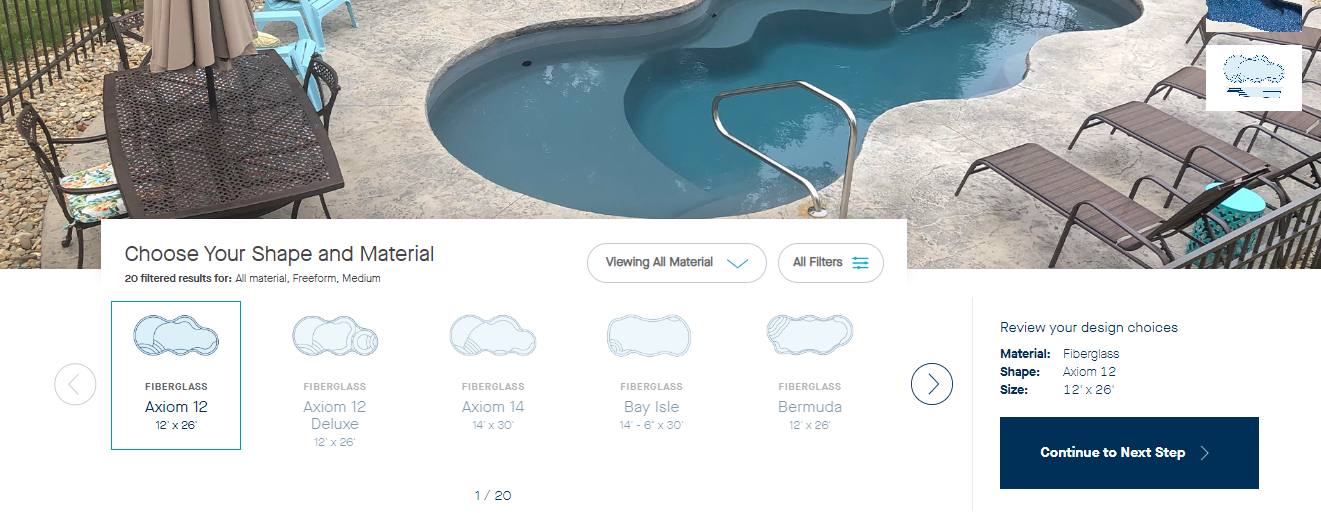 Choose Your Shape and Material
20 filtered results for: All material, Freeform, Medium
Viewing All Material
All Filters
FIBERGLASS
Axiom 12
12' x 26'
FIBERGLASS
Axiom 12
Deluxe
12' x 26'
FIBERGLASS
Axiom 14
14' x 30'
FIBERGLASS
Bay Isle
14' - 6" x 30'
FIBERGLASS
Bermuda
12' x 26'
1 / 20
Review your design choices
Material: Fiberglass
Shape: Axiom 12
Size: 12' x 26'
Continue to Next Step